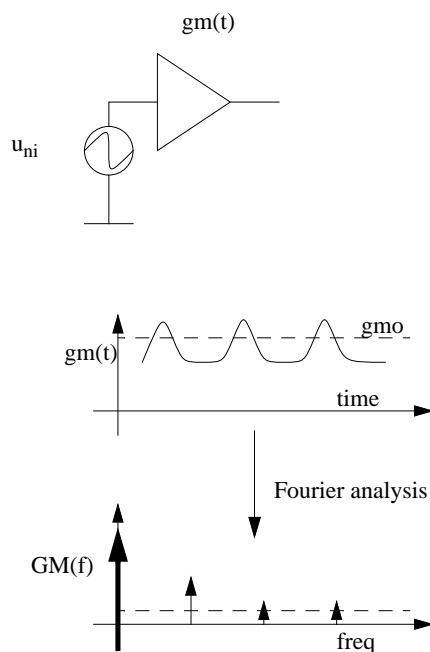 gm(t)
u_ni
gmo
gm(t)
time
Fourier analysis
GM(f)
freq